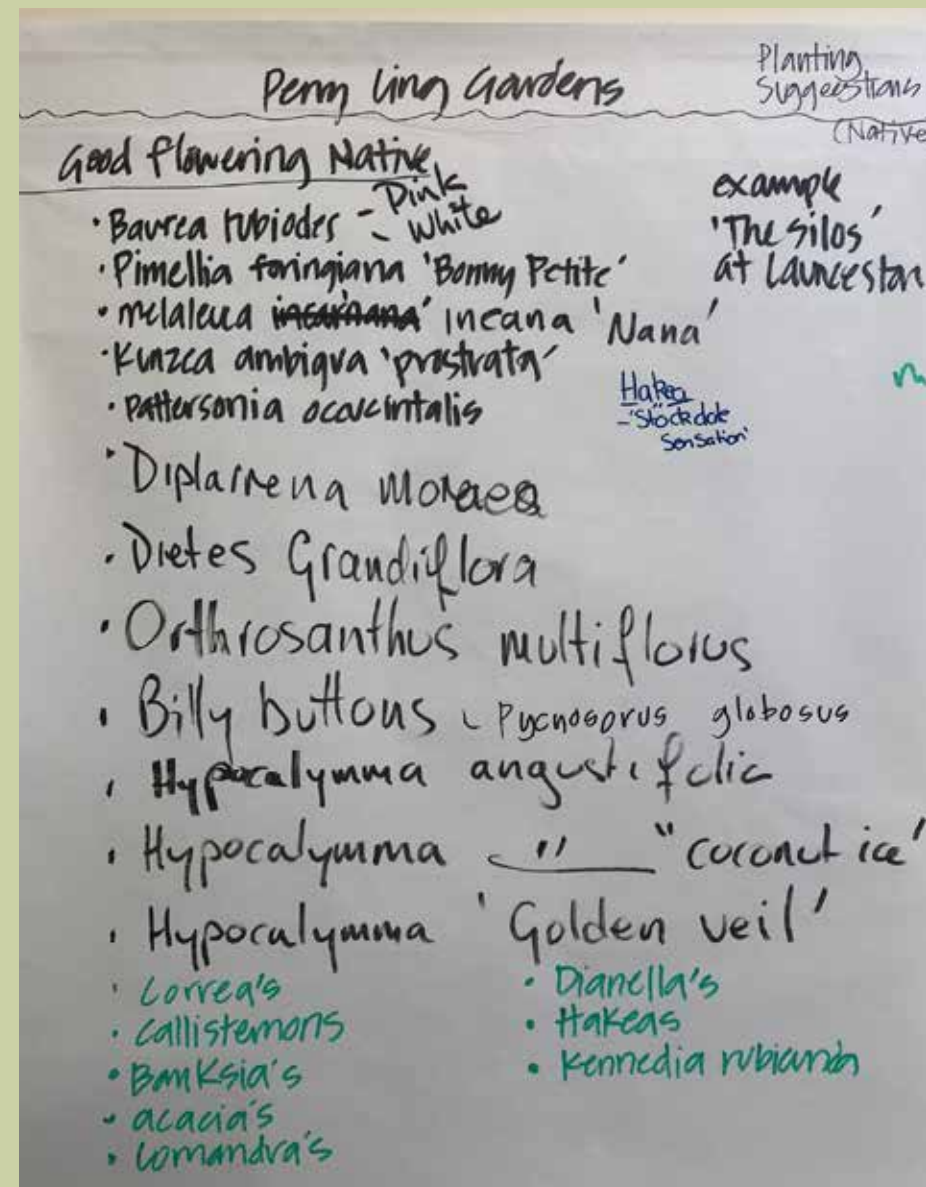 Penny Ling Gardens
Planting
Suggestions
(Native
Good flowering Native
example
'The Silos'
at Launceston
• Baurea rubiodes - Pink
- White
• Pimellia foringiana 'Bonny Petite'
• melaleuca incana 'Nana'
• Kunzea ambigua 'prostrata'
• pattersonia
Hakea
- 'Stockdale
Sensation'
• Diplarrena Moraea
• Dietes Grandiflora
• Orthrosanthus multiflorus
• Billy buttons Pycnosorus globosus
• Hypocalymma angustifolia
• Hypocalymma " "coconut ice'
• Hypocalymma 'Golden veil'
• Correa's
• Callistemons
• Banksia's
• acacia's
• Lomandra's
• Dianella's
• Hakeas
• Kennedia